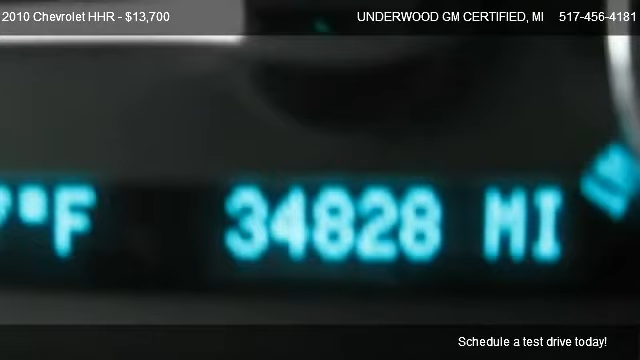 2010 Chevrolet HHR - $13,700 UNDERWOOD GM CERTIFIED, MI 517-456-4181
°F 34828 MI
Schedule a test drive today!